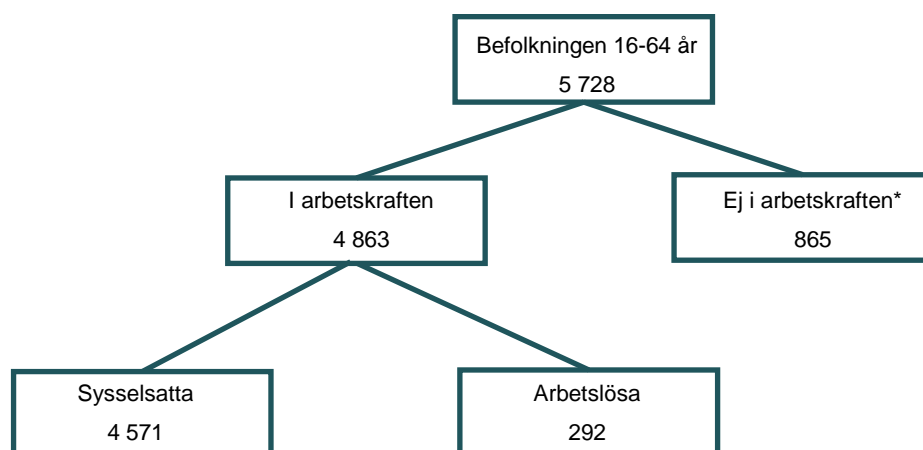 Befolkningen 16-64 år
5 728
I arbetskraften
4 863
Ej i arbetskraften*
865
Sysselsatta
4 571
Arbetslösa
292